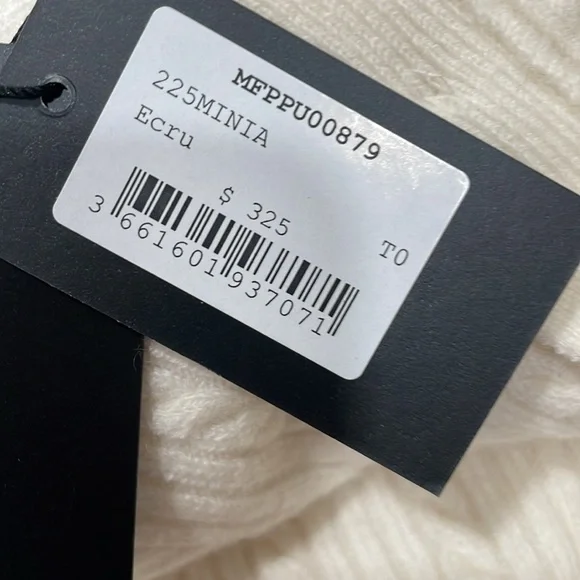 MFPPU00879
225MINIA
Ecru
$ 325
T0
3 661601 937071